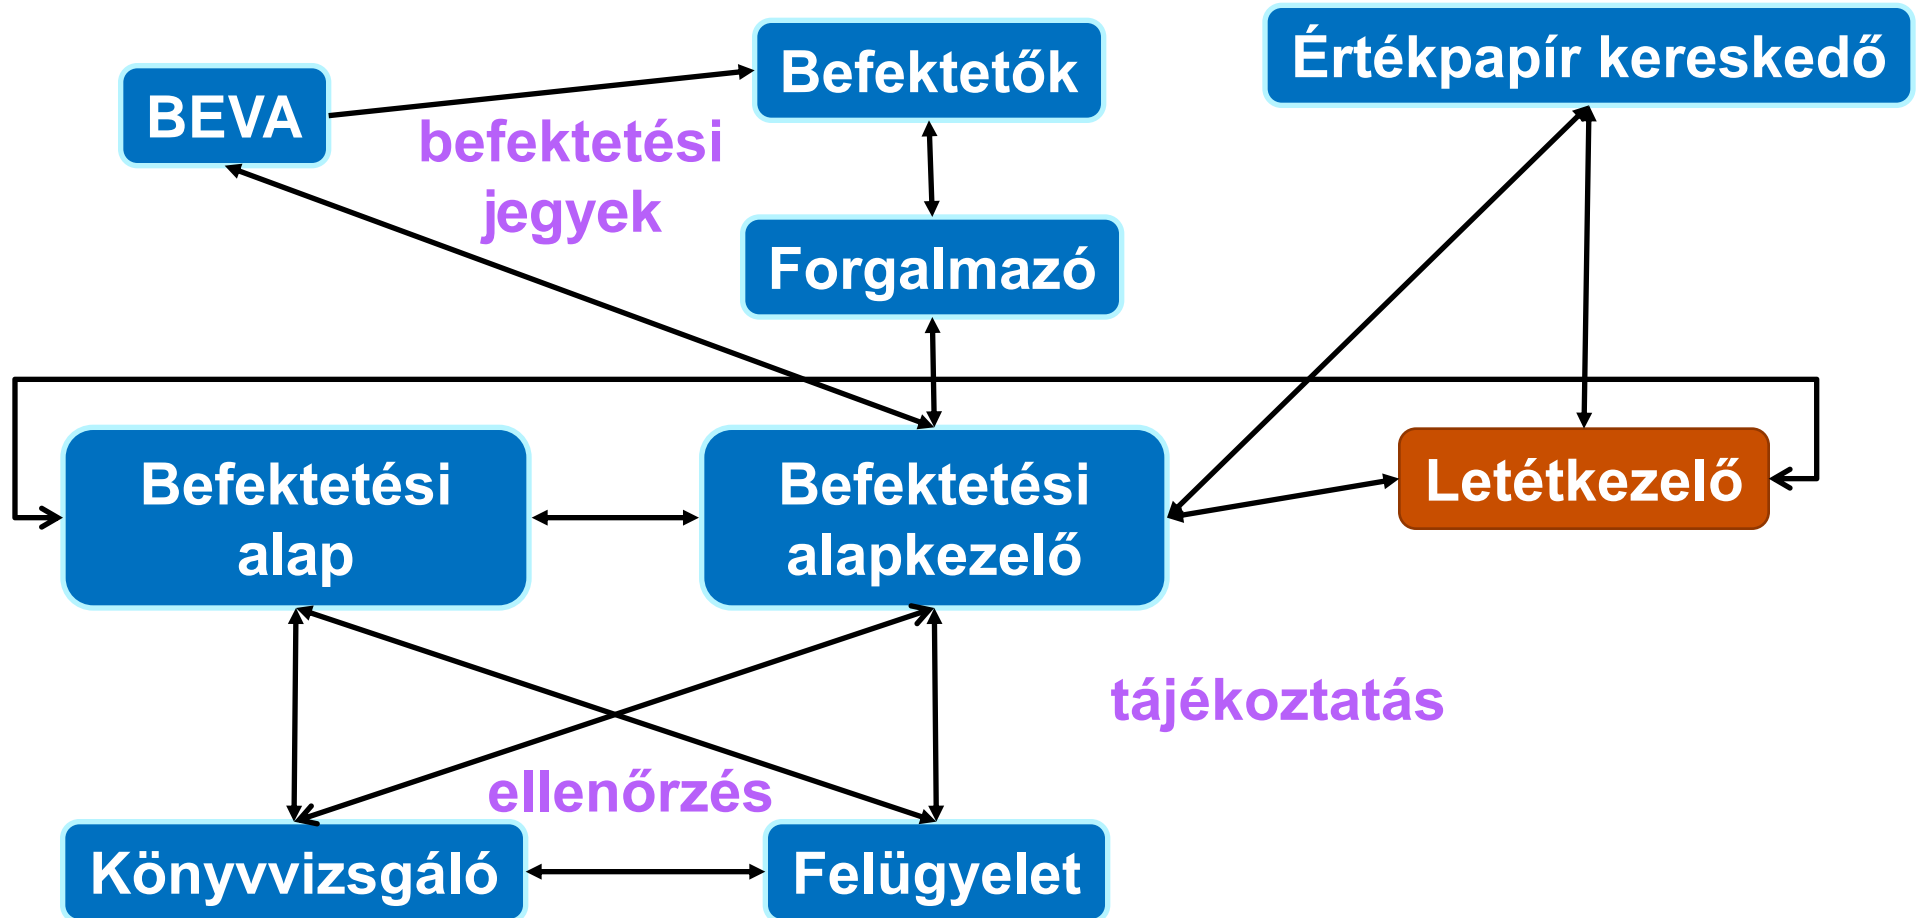 Befektetők
Értékpapír kereskedő
BEVA
befektetési
jegyek
Forgalmazó
Befektetési
alap
Befektetési
alapkezelő
Letétkezelő
tájékoztatás
ellenőrzés
Könyvvizsgáló
Felügyelet